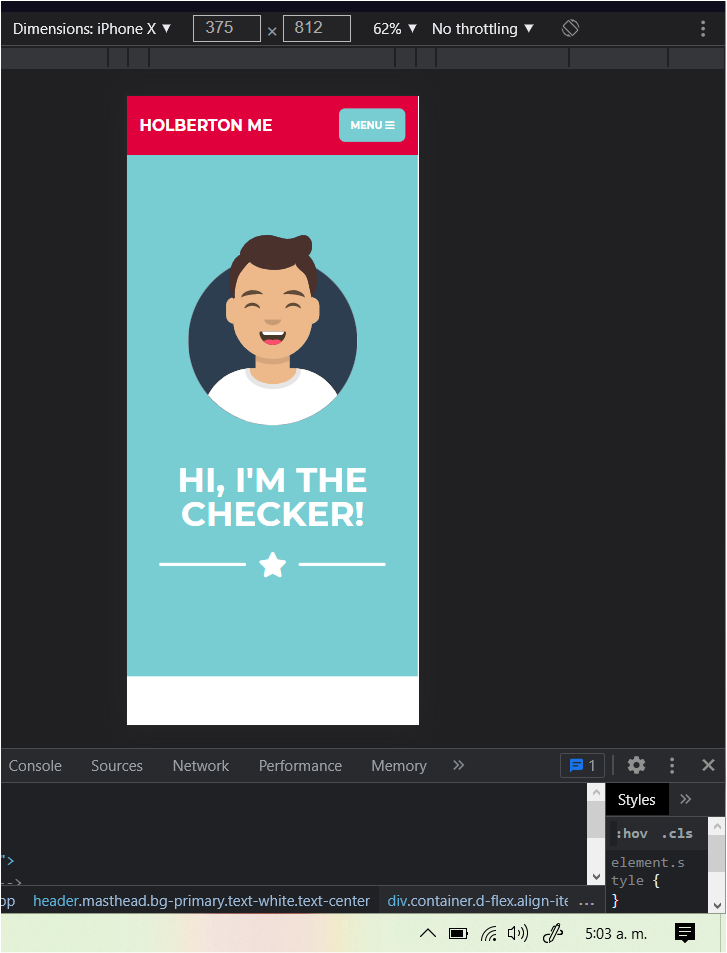 Dimensions: iPhone X ▼ 375 × 812 62% ▼ No throttling ▼
HOLBERTON ME MENU
HI, I'M THE
CHECKER!
Console Sources Network Performance Memory » 1
Styles »
:hov .cls
element.s
tyle {
}
">
-->
op header.masthead.bg-primary.text-white.text-center div.container.d-flex.align-ite ...
5:03 a. m.